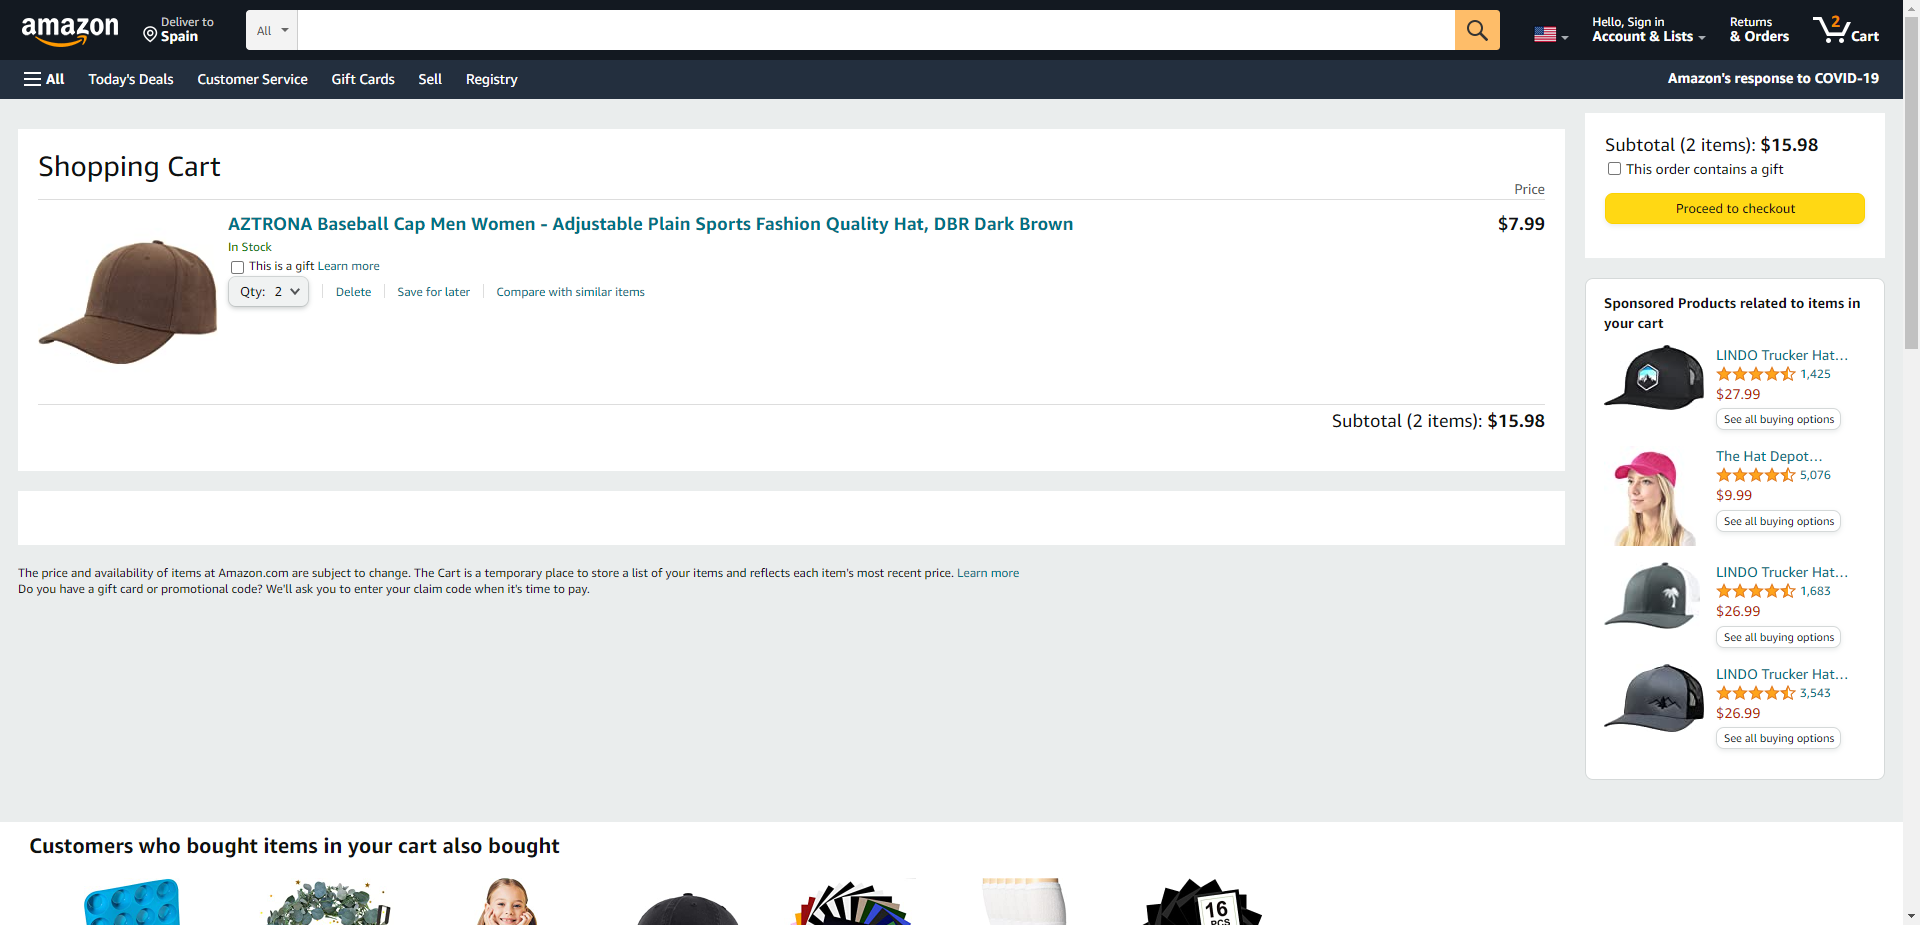 amazon
Deliver to
Spain
All
Hello, Sign in
Account & Lists
Returns
& Orders
2
Cart
All
Today's Deals
Customer Service
Gift Cards
Sell
Registry
Amazon's response to COVID-19
Shopping Cart
Price
AZTRONA Baseball Cap Men Women - Adjustable Plain Sports Fashion Quality Hat, DBR Dark Brown
$7.99
In Stock
This is a gift Learn more
Qty: 2
Delete
Save for later
Compare with similar items
Subtotal (2 items): $15.98
The price and availability of items at Amazon.com are subject to change. The Cart is a temporary place to store a list of your items and reflects each item's most recent price. Learn more
Do you have a gift card or promotional code? We'll ask you to enter your claim code when it's time to pay.
Subtotal (2 items): $15.98
This order contains a gift
Proceed to checkout
Sponsored Products related to items in
your cart
LINDO Trucker Hat...
1,425
$27.99
See all buying options
The Hat Depot...
5,076
$9.99
See all buying options
LINDO Trucker Hat...
1,683
$26.99
See all buying options
LINDO Trucker Hat...
3,543
$26.99
See all buying options
Customers who bought items in your cart also bought
16
PCS